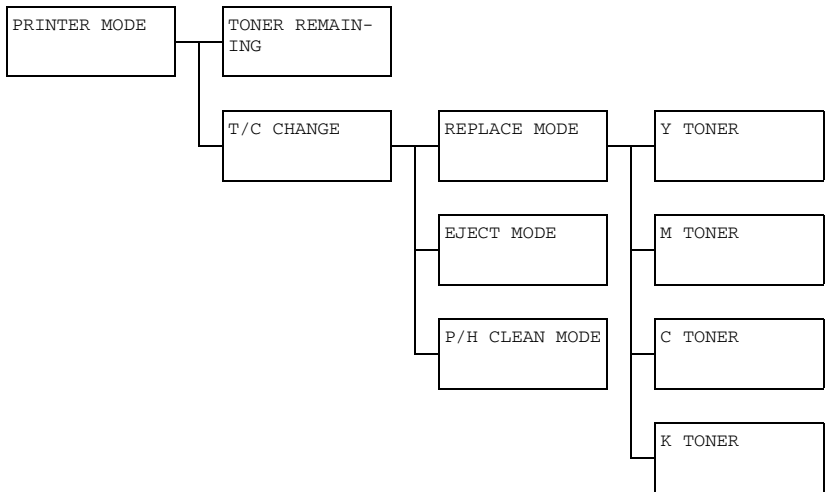 PRINTER MODE
TONER REMAIN-
ING
T/C CHANGE
REPLACE MODE
Y TONER
EJECT MODE
M TONER
P/H CLEAN MODE
C TONER
K TONER